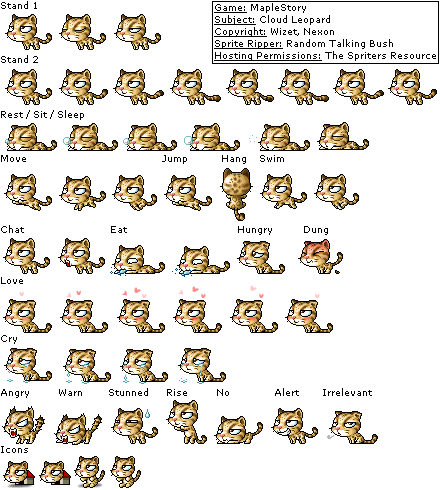 Stand 1
Game: MapleStory
Subject: Cloud Leopard
Copyright: Wizet, Nexon
Sprite Ripper: Random Talking Bush
Hosting Permissions: The Spriters Resource
Stand 2
Rest / Sit / Sleep
Move Jump Hang Swim
Chat Eat Hungry Dung
Love
Cry
Angry Warn Stunned Rise No Alert Irrelevant
Icons